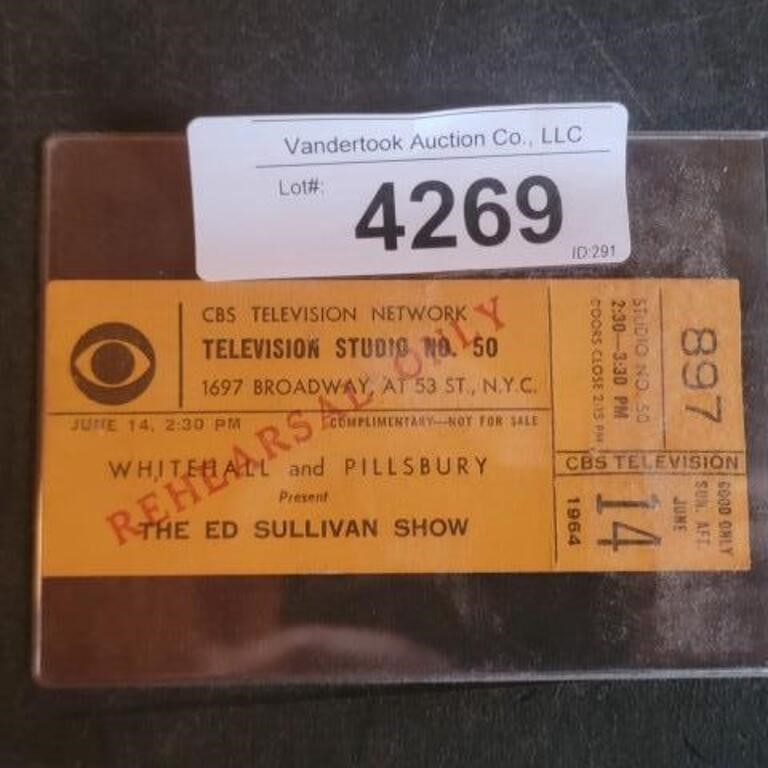 Vandertook Auction Co., LLC
Lot#:
4269
ID:291
CBS TELEVISION NETWORK
TELEVISION STUDIO NO. 50
1697 BROADWAY, AT 53 ST., N.Y.C.
JUNE 14, 2:30 PM
COMPLIMENTARY—NOT FOR SALE
WHITEHALL and PILLSBURY
Present
THE ED SULLIVAN SHOW
REHEARSAL ONLY
897
STUDIO NO. 50
2:30—3:30 PM
DOORS CLOSE 2:15 PM
CBS TELEVISION
GOOD ONLY
SUN. AFT.
JUNE
14
1964